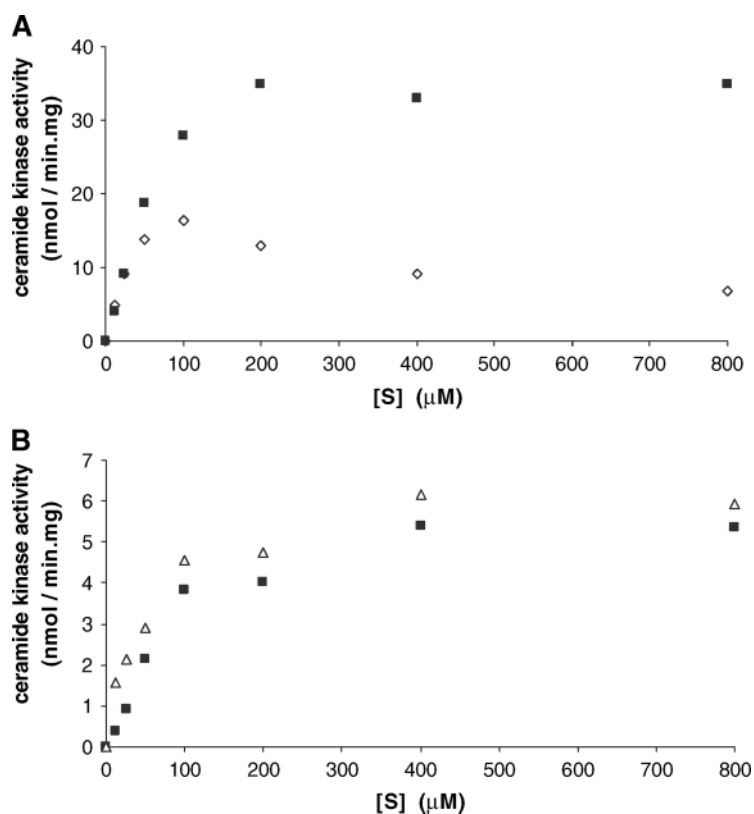 A
ceramide kinase activity
(nmol / min.mg)
40
30
20
10
0
0 100 200 300 400 500 600 700 800
[S] (μM)
B
ceramide kinase activity
(nmol / min.mg)
7
6
5
4
3
2
1
0
0 100 200 300 400 500 600 700 800
[S] (μM)